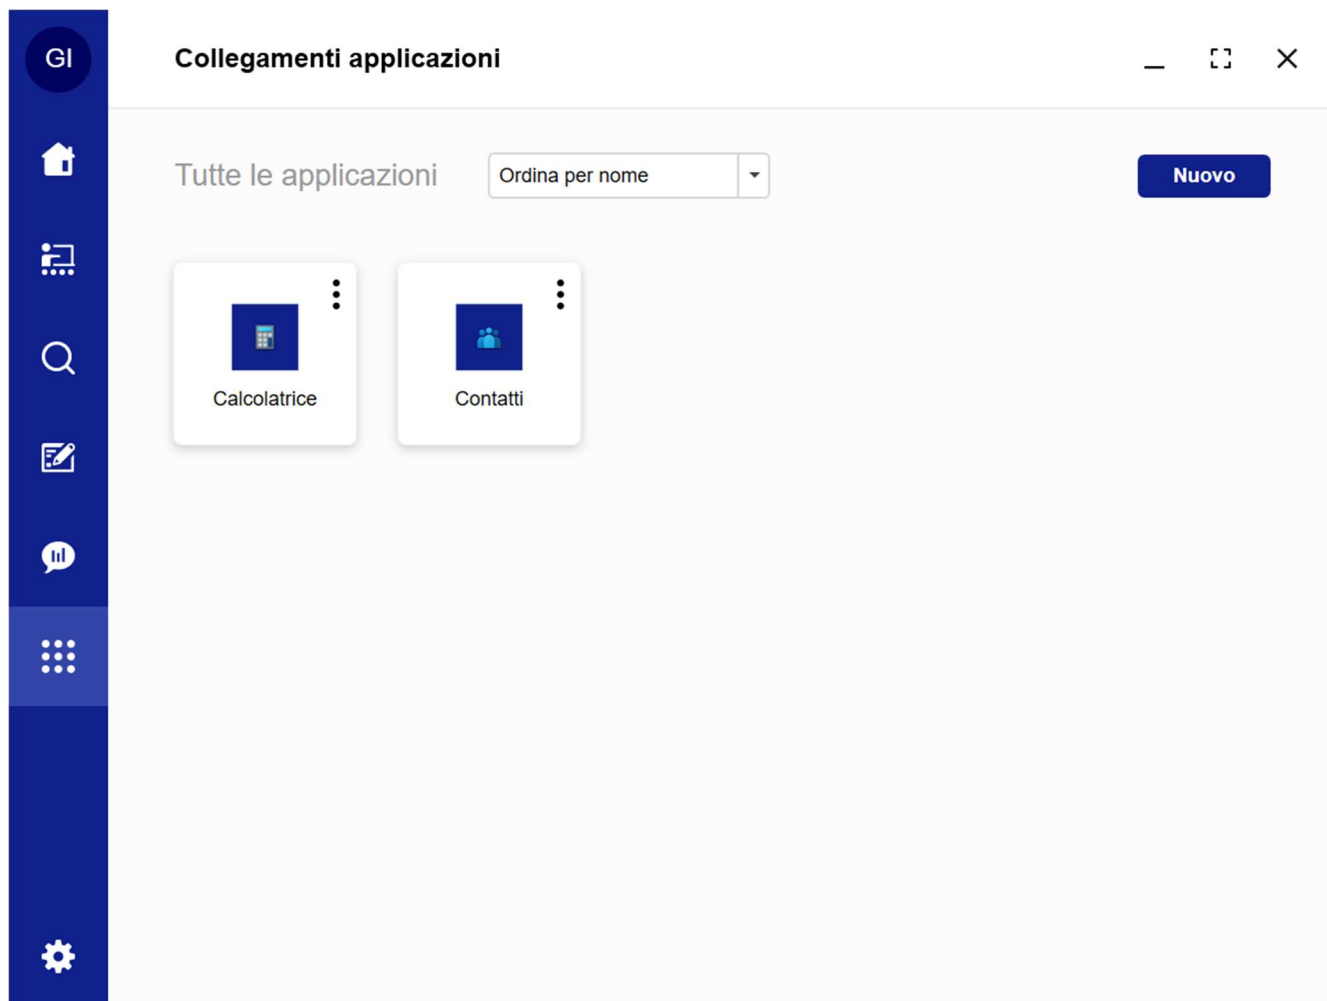 GI
Collegamenti applicazioni
Tutte le applicazioni
Ordina per nome
Nuovo
Calcolatrice
Contatti